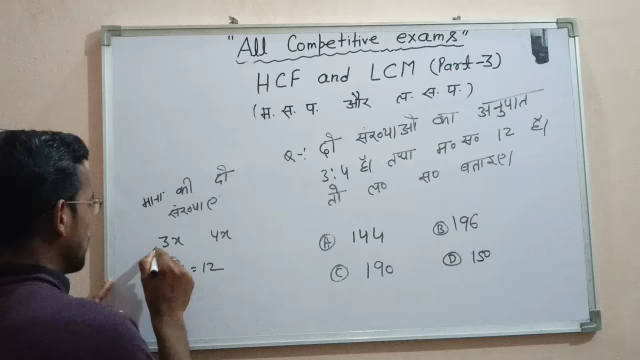 "All Competitive exams"
HCF and LCM (Part-3)
(म. स. प. और ल. स. प.)
Q-: दो संख्याओं का अनुपात
3:4 है। तथा म० स० 12 है।
तो ल० स० बताइए।
माना की दो
संख्याए
3x 4x
= 12
(A) 144
(B) 196
(C) 190
(D) 150